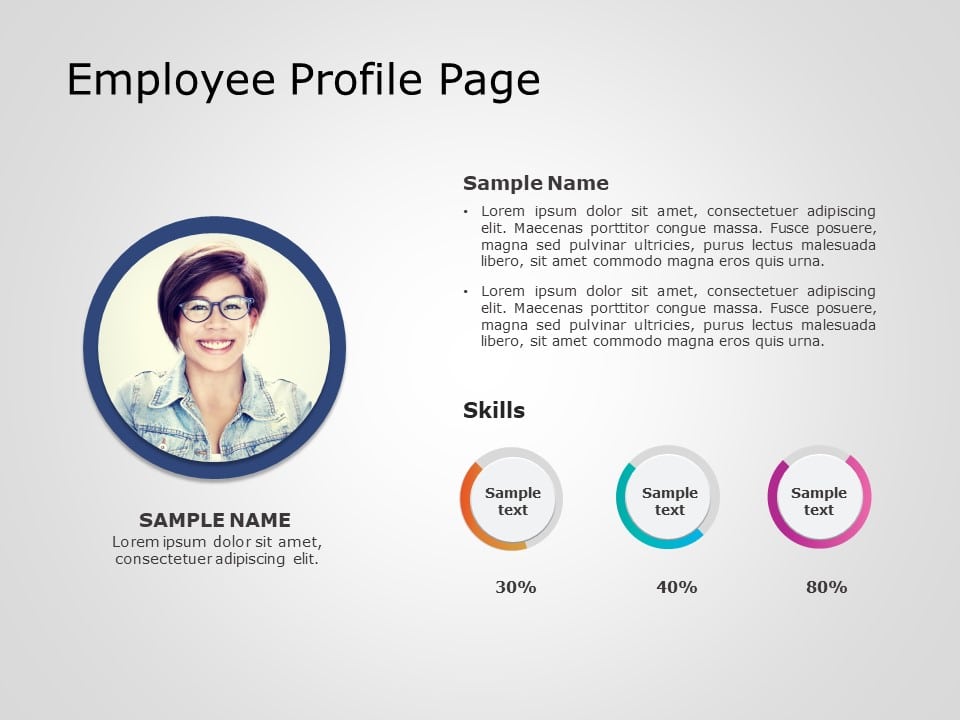 Employee Profile Page
Sample Name
• Lorem ipsum dolor sit amet, consectetuer adipiscing
elit. Maecenas porttitor congue massa. Fusce posuere,
magna sed pulvinar ultricies, purus lectus malesuada
libero, sit amet commodo magna eros quis urna.
• Lorem ipsum dolor sit amet, consectetuer adipiscing
elit. Maecenas porttitor congue massa. Fusce posuere,
magna sed pulvinar ultricies, purus lectus malesuada
libero, sit amet commodo magna eros quis urna.
SAMPLE NAME
Lorem ipsum dolor sit amet,
consectetuer adipiscing elit.
Skills
Sample
text
30%
Sample
text
40%
Sample
text
80%